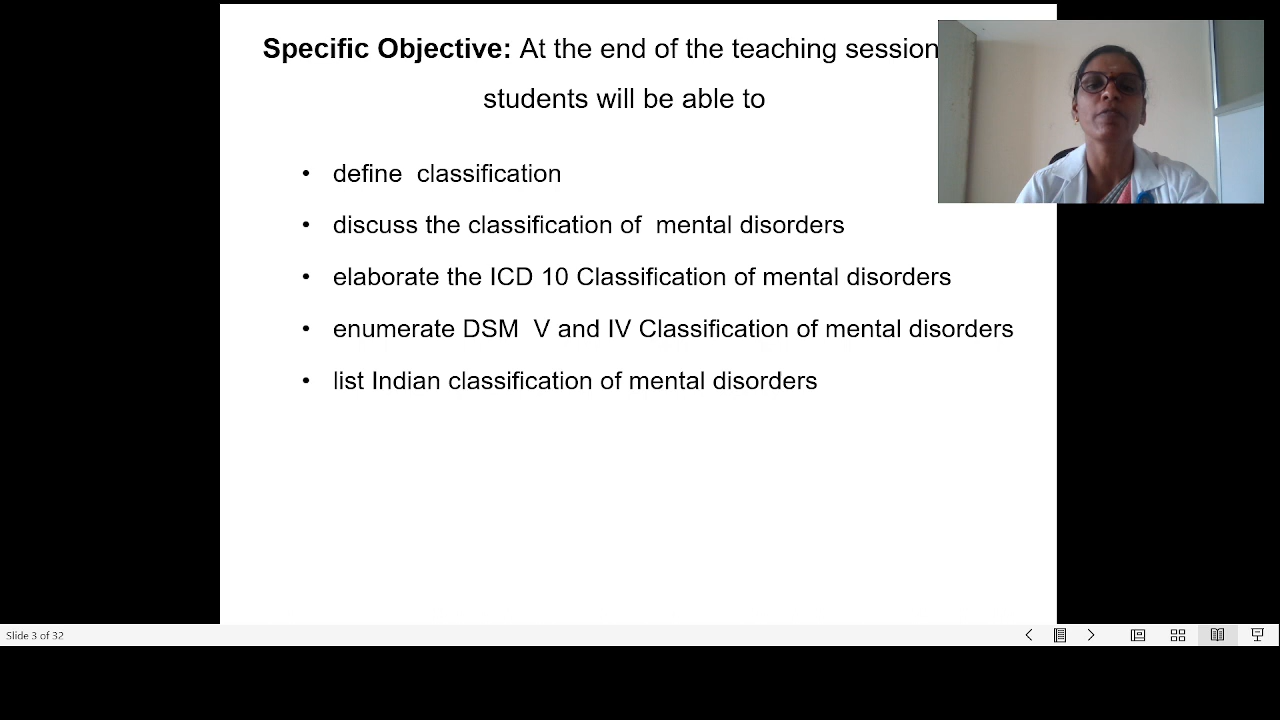 Specific Objective: At the end of the teaching session
students will be able to
• define classification
• discuss the classification of mental disorders
• elaborate the ICD 10 Classification of mental disorders
• enumerate DSM V and IV Classification of mental disorders
• list Indian classification of mental disorders
Slide 3 of 32